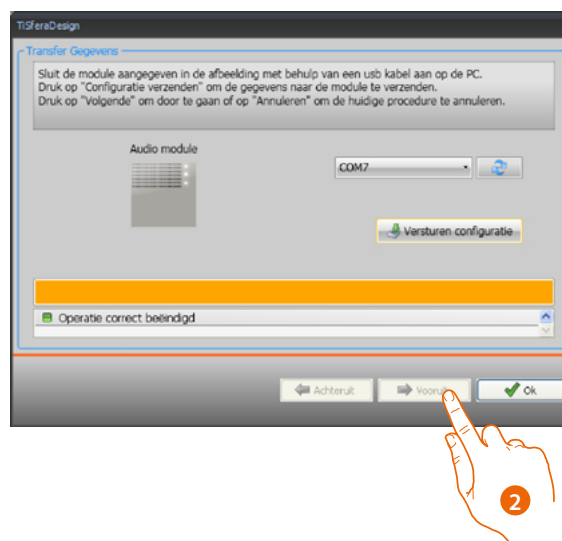 TiSferaDesign
Transfer Gegevens
Sluit de module aangegeven in de afbeelding met behulp van een usb kabel aan op de PC.
Druk op "Configuratie verzenden" om de gegevens naar de module te verzenden.
Druk op "Volgende" om door te gaan of op "Annuleren" om de huidige procedure te annuleren.
Audio module
COM7
Versturen configuratie
Operatie correct beëindigd
Achteruit
Vooruit
Ok
2